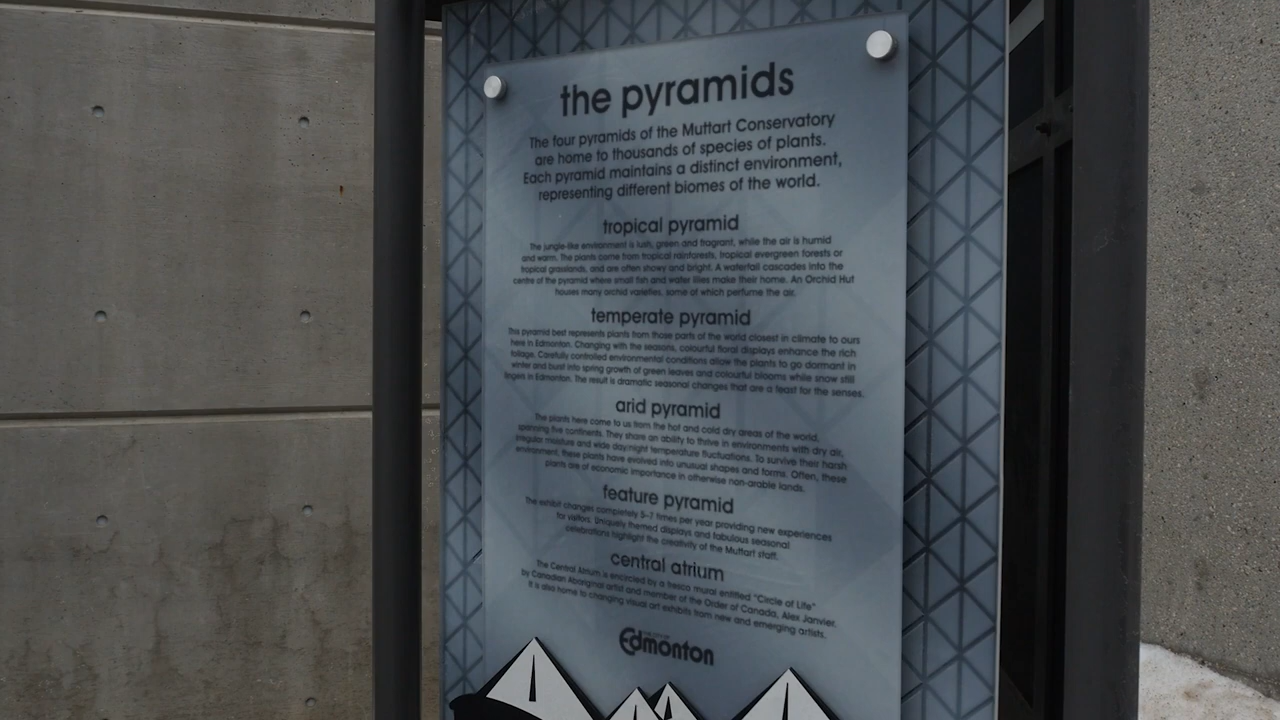 the pyramids
The four pyramids of the Muttart Conservatory
are home to thousands of species of plants.
Each pyramid maintains a distinct environment,
representing different biomes of the world.
tropical pyramid
The jungle-like environment is lush, green and fragrant, while the air is humid
and warm. The plants come from tropical rainforests, tropical evergreen forests or
tropical grasslands, and are often showy and bright. A waterfall cascades into the
centre of the pyramid where small fish and water lilies make their home. An Orchid Hut
houses many orchid varieties, some of which perfume the air.
temperate pyramid
This pyramid best represents plants from those parts of the world closest in climate to ours
here in Edmonton. Changing with the seasons, colourful floral displays enhance the rich
foliage. Carefully controlled environmental conditions allow the plants to go dormant in
winter and burst into spring growth of green leaves and colourful blooms while snow still
lingers in Edmonton. The result is dramatic seasonal changes that are a feast for the senses.
arid pyramid
The plants here come to us from the hot and cold dry areas of the world,
spanning five continents. They share an ability to thrive in environments with dry air,
irregular moisture and wide day:night temperature fluctuations. To survive their harsh
environment, these plants have evolved into unusual shapes and forms. Often, these
plants are of economic importance in otherwise non-arable lands.
feature pyramid
The exhibit changes completely 5-7 times per year providing new experiences
for visitors. Uniquely themed displays and fabulous seasonal
celebrations highlight the creativity of the Muttart staff.
central atrium
The Central Atrium is encircled by a fresco mural entitled "Circle of Life"
by Canadian Aboriginal artist and member of the Order of Canada, Alex Janvier.
It is also home to changing visual art exhibits from new and emerging artists.
Edmonton